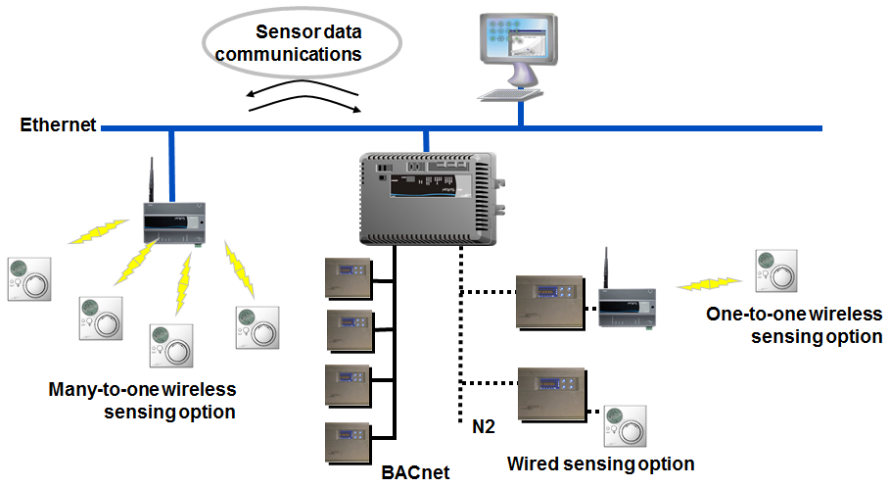 Sensor data
communications
Ethernet
One-to-one wireless
sensing option
Many-to-one wireless
sensing option
N2
Wired sensing option
BACnet